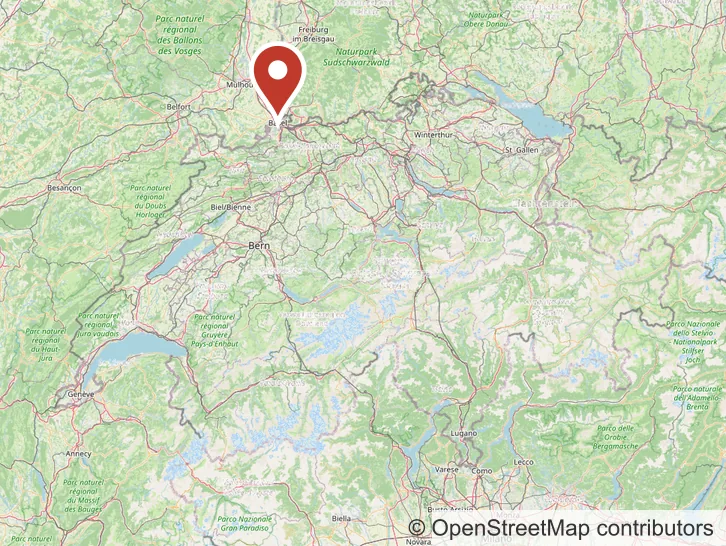 Parc naturel
régional
des Ballons
des Vosges
Freiburg
im Breisgau
Naturpark
Obere Donau
Naturpark
Südschwarzwald
Mulhou
Belfort
Basel
Winterthur
St. Gallen
Besançon
Parc naturel
régional
du Doubs
Horloger
Biel/Bienne
Bern
Parc naturel
régional du
Haut-Jura
Parc
naturel
régional
jura vaudois
Parc naturel
régional
Gruyère
Pays-d'Enhaut
Parco Nazionale
dello Stelvio
Nationalpark
Stilfser
Joch
Parco naturale
dell'Adamello
Brenta
Genève
Annecy
Lugano
Parco delle
Orobie
Bergamasche
Varese
Como
Lecco
Parc naturel
régional
du Massif
des Bauges
Parco Nazionale
Gran Paradiso
Biella
Busto Arsizio
Monza
Novara
Milano
© OpenStreetMap contributors